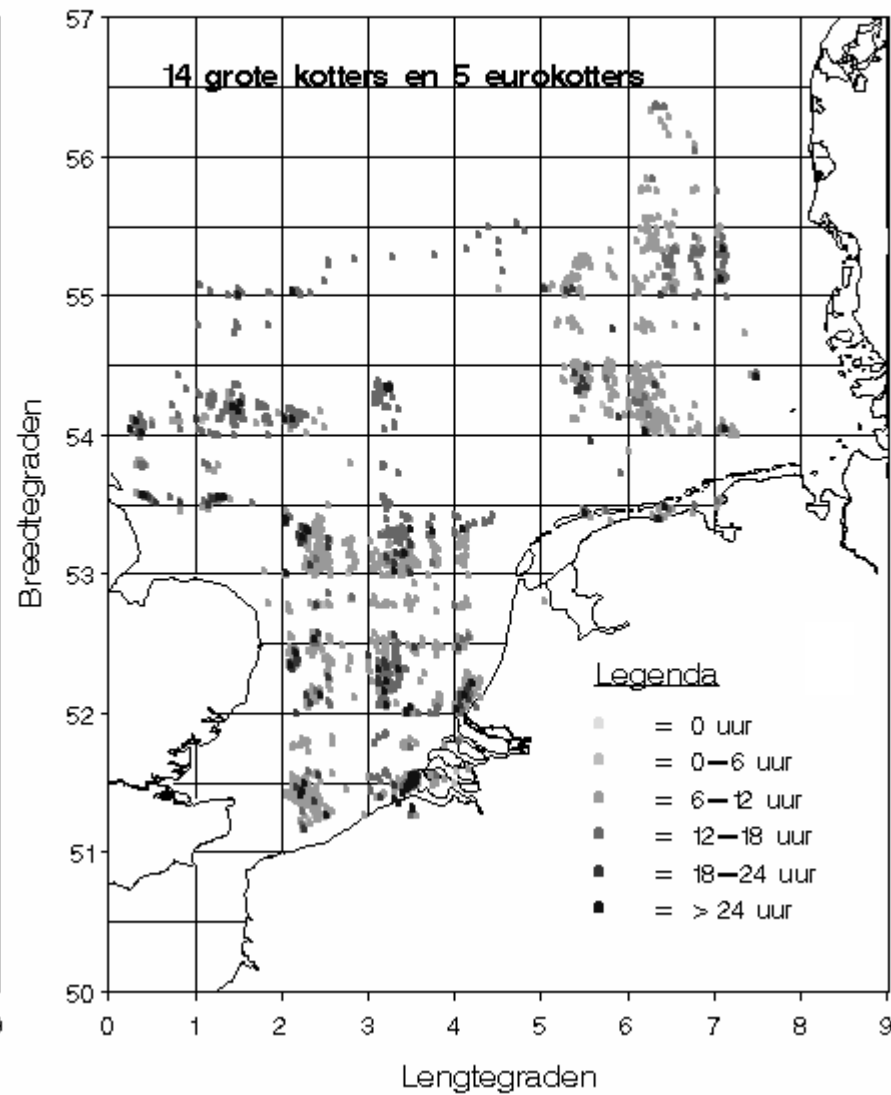 14 grote kotters en 5 eurokotters
57
56
55
54
53
52
51
50
Breedtegraden
Legenda
= 0 uur
= 0-6 uur
= 6-12 uur
= 12-18 uur
= 18-24 uur
= > 24 uur
0 1 2 3 4 5 6 7 8 9
Lengtegraden